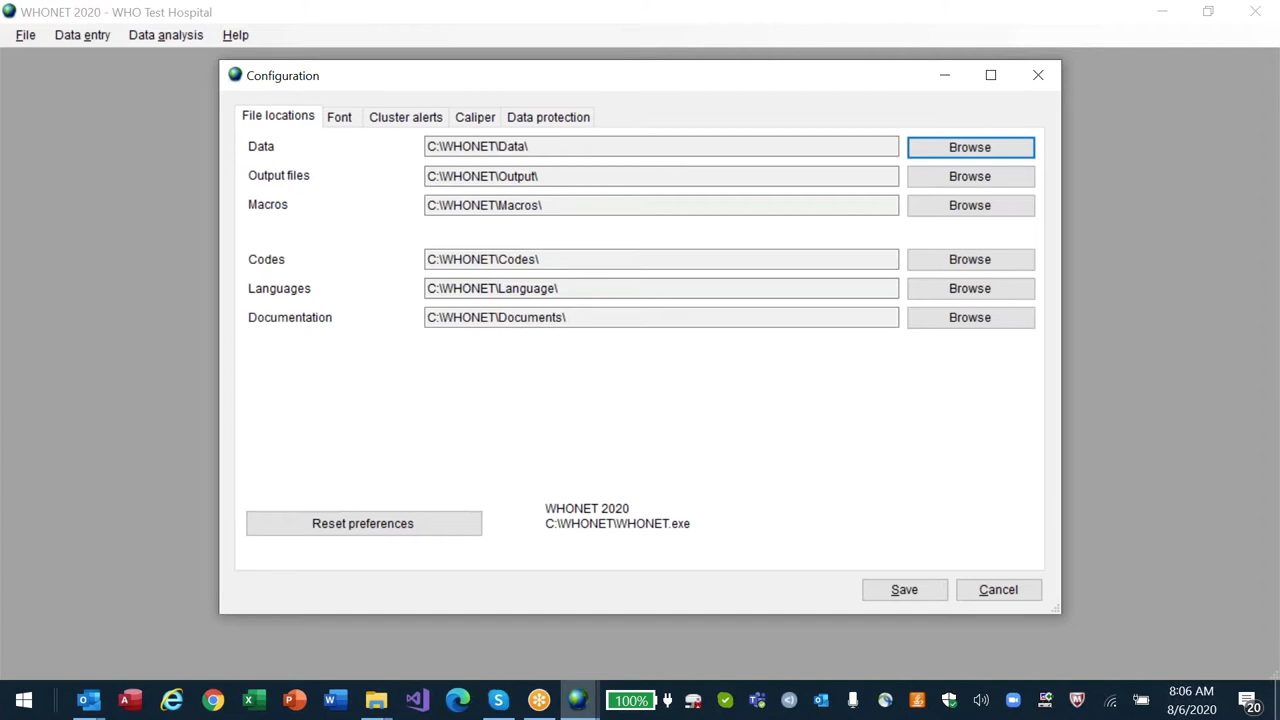 WHONET 2020 - WHO Test Hospital
File Data entry Data analysis Help
Configuration
File locations Font Cluster alerts Caliper Data protection
Data C:\WHONET\Data\ Browse
Output files C:\WHONET\Output\ Browse
Macros C:\WHONET\Macros\ Browse
Codes C:\WHONET\Codes\ Browse
Languages C:\WHONET\Language\ Browse
Documentation C:\WHONET\Documents\ Browse
WHONET 2020
Reset preferences C:\WHONET\WHONET.exe
Save Cancel
100%
8:06 AM
8/6/2020
20